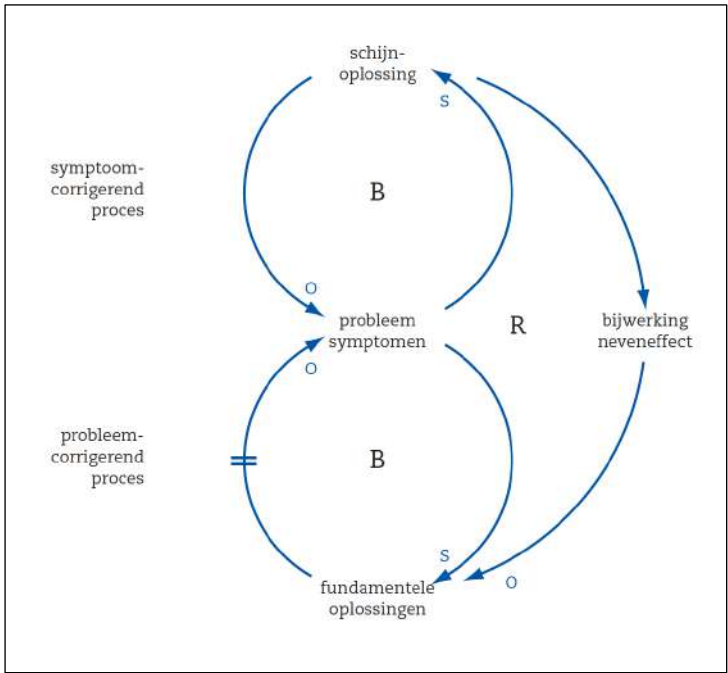 schijn-
oplossing
S
symptoom-
corrigerend
proces
B
O
probleem
symptomen
R
bijwerking
neveneffect
O
probleem-
corrigerend
proces
B
S
O
fundamentele
oplossingen